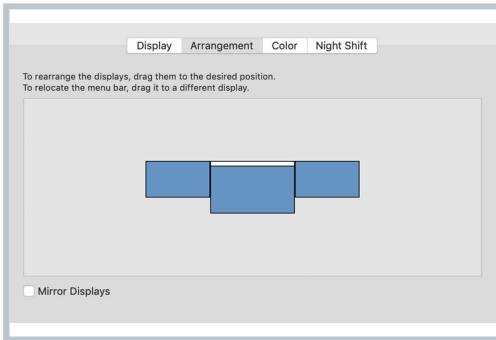 Display Arrangement Color Night Shift
To rearrange the displays, drag them to the desired position.
To relocate the menu bar, drag it to a different display.
Mirror Displays